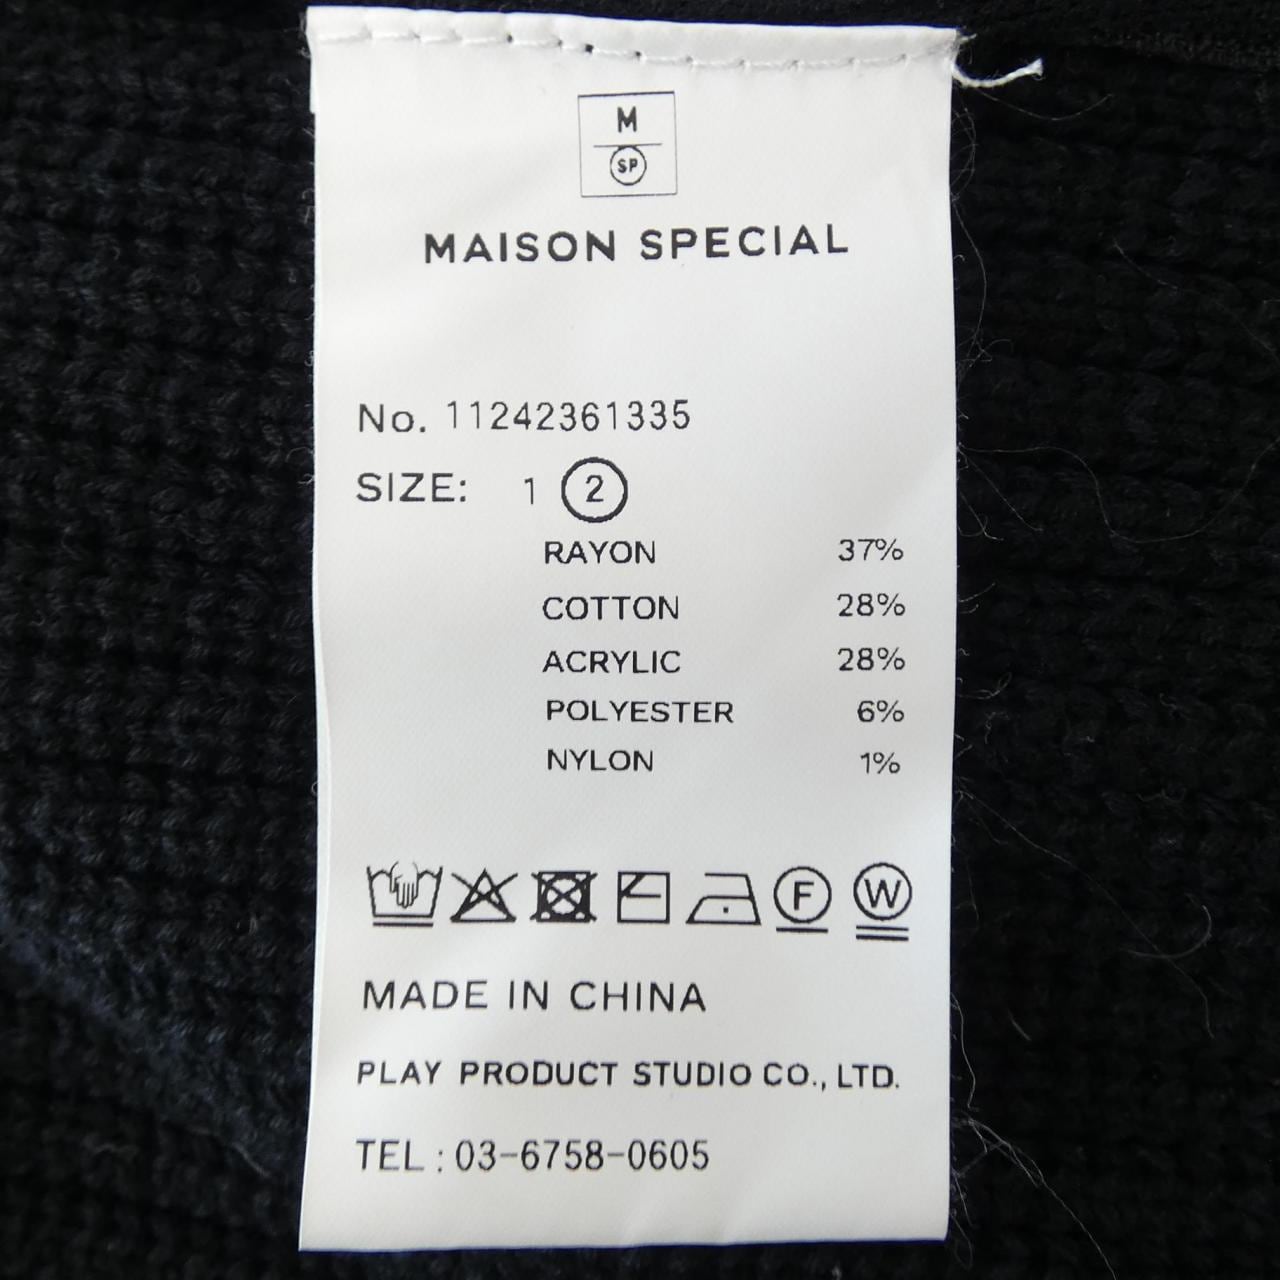 M
SP
MAISON SPECIAL
No. 11242361335
SIZE: 1 2
RAYON 37%
COTTON 28%
ACRYLIC 28%
POLYESTER 6%
NYLON 1%
F W
MADE IN CHINA
PLAY PRODUCT STUDIO CO., LTD.
TEL : 03-6758-0605